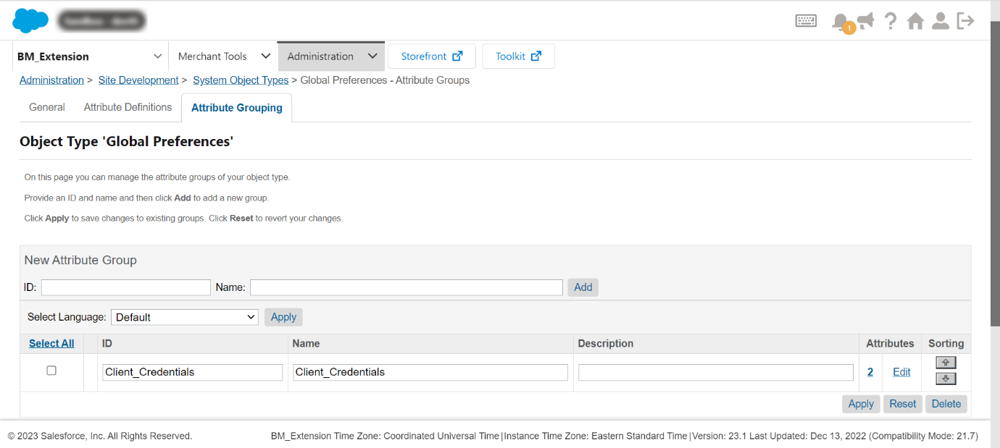 1
BM_Extension Merchant Tools Administration Storefront Toolkit
Administration > Site Development > System Object Types > Global Preferences - Attribute Groups
General Attribute Definitions Attribute Grouping
Object Type 'Global Preferences'
On this page you can manage the attribute groups of your object type.
Provide an ID and name and then click Add to add a new group.
Click Apply to save changes to existing groups. Click Reset to revert your changes.
New Attribute Group
ID: Name: Add
Select Language: Default Apply
Select All ID Name Description Attributes Sorting
Client_Credentials Client_Credentials 2 Edit
Apply Reset Delete
© 2023 Salesforce, Inc. All Rights Reserved. BM_Extension Time Zone: Coordinated Universal Time|Instance Time Zone: Eastern Standard Time|Version: 23.1 Last Updated: Dec 13, 2022 (Compatibility Mode: 21.7)